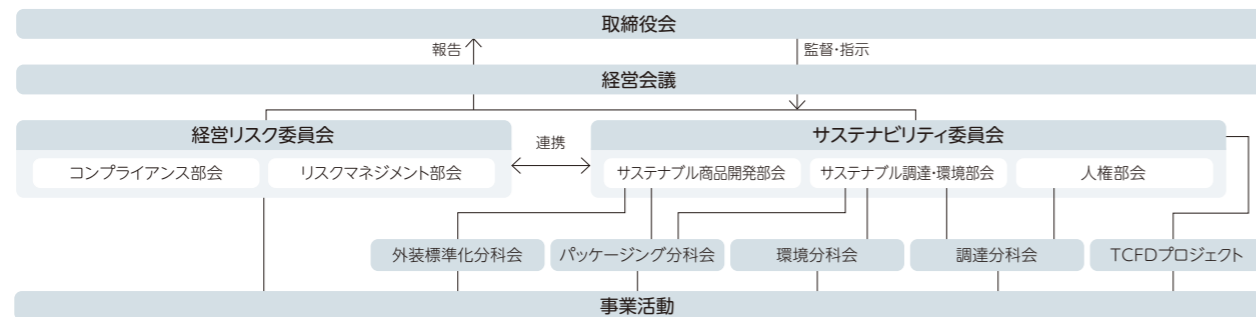 取締役会
報告
監督・指示
経営会議
経営リスク委員会
連携
サステナビリティ委員会
コンプライアンス部会
リスクマネジメント部会
サステナブル商品開発部会
サステナブル調達・環境部会
人権部会
外装標準化分科会
パッケージング分科会
環境分科会
調達分科会
TCFDプロジェクト
事業活動